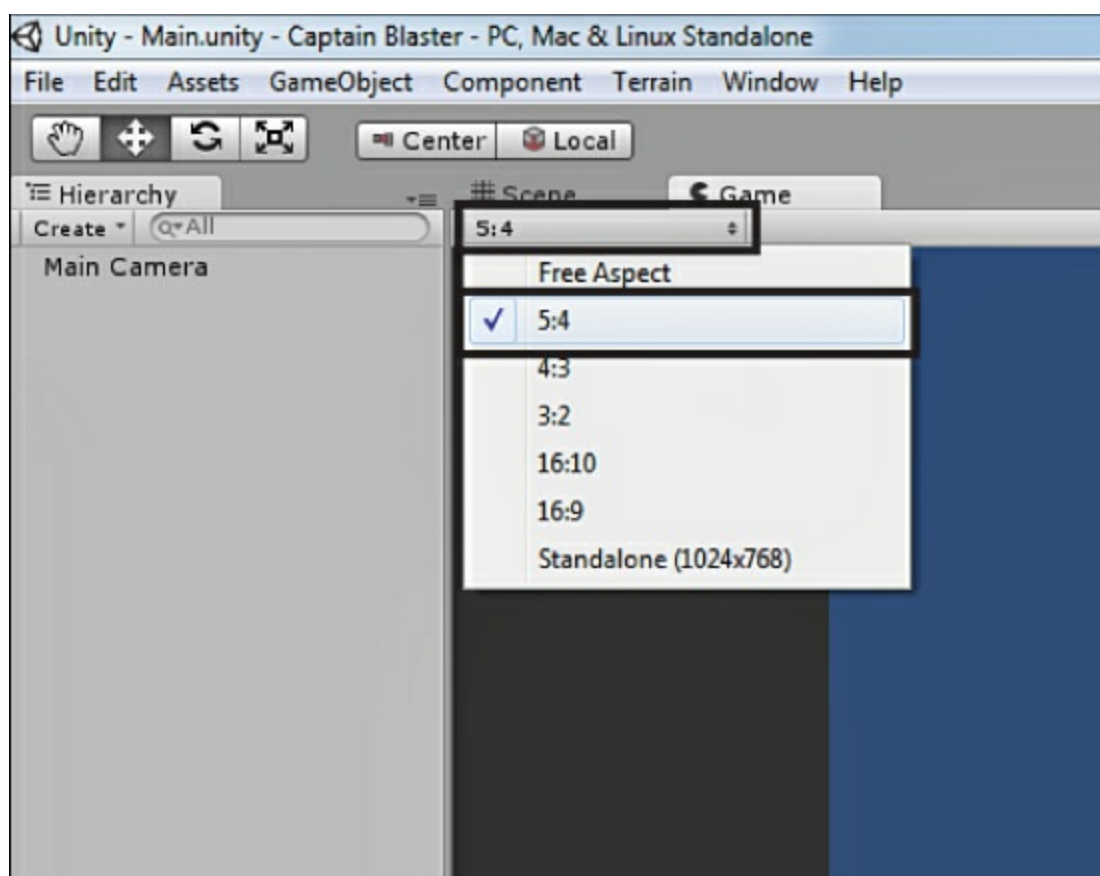 Unity - Main.unity - Captain Blaster - PC, Mac & Linux Standalone
File Edit Assets GameObject Component Terrain Window Help
Center Local
Hierarchy Scene Game
Create All 5:4
Main Camera
Free Aspect
5:4
4:3
3:2
16:10
16:9
Standalone (1024x768)